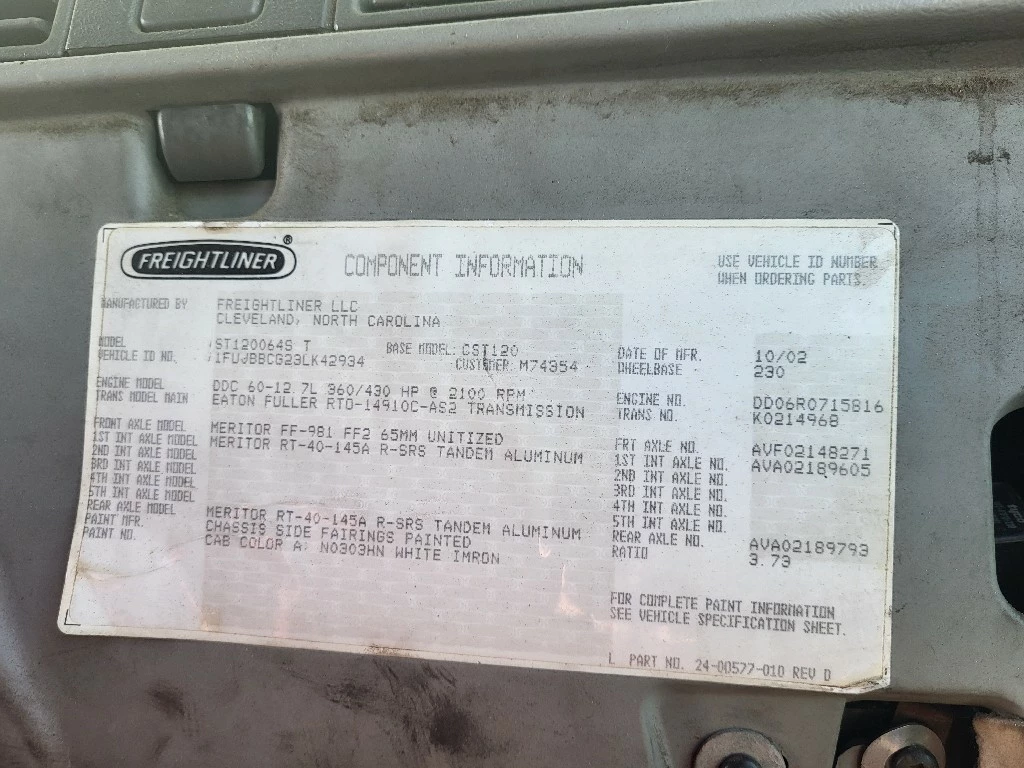 FREIGHTLINER ®
COMPONENT INFORMATION
USE VEHICLE ID NUMBER
WHEN ORDERING PARTS.
MANUFACTURED BY FREIGHTLINER LLC
CLEVELAND, NORTH CAROLINA
MODEL ST120064S T BASE MODEL: CST120 DATE OF MFR. 10/02
VEHICLE ID NO. 1FUJBBCG23LK42934 CUSTOMER: M74354 WHEELBASE 230
ENGINE MODEL DDC 60-12.7L 360/430 HP @ 2100 RPM ENGINE NO. DD06R0715816
TRANS MODEL MAIN EATON FULLER RTO-14910C-AS2 TRANSMISSION TRANS NO. K0214968
FRONT AXLE MODEL MERITOR FF-981 FF2 65MM UNITIZED FRT AXLE NO. AVF02148271
1ST INT AXLE MODEL MERITOR RT-40-145A R-SRS TANDEM ALUMINUM 1ST INT AXLE NO. AVA02189605
2ND INT AXLE MODEL 2ND INT AXLE NO.
3RD INT AXLE MODEL 3RD INT AXLE NO.
4TH INT AXLE MODEL 4TH INT AXLE NO.
5TH INT AXLE MODEL 5TH INT AXLE NO.
REAR AXLE MODEL MERITOR RT-40-145A R-SRS TANDEM ALUMINUM REAR AXLE NO. AVA02189793
PAINT MFR. CHASSIS SIDE FAIRINGS PAINTED RATIO 3.73
PAINT NO. CAB COLOR A: N0303HN WHITE IMRON
FOR COMPLETE PAINT INFORMATION
SEE VEHICLE SPECIFICATION SHEET.
L PART NO. 24-00577-010 REV D